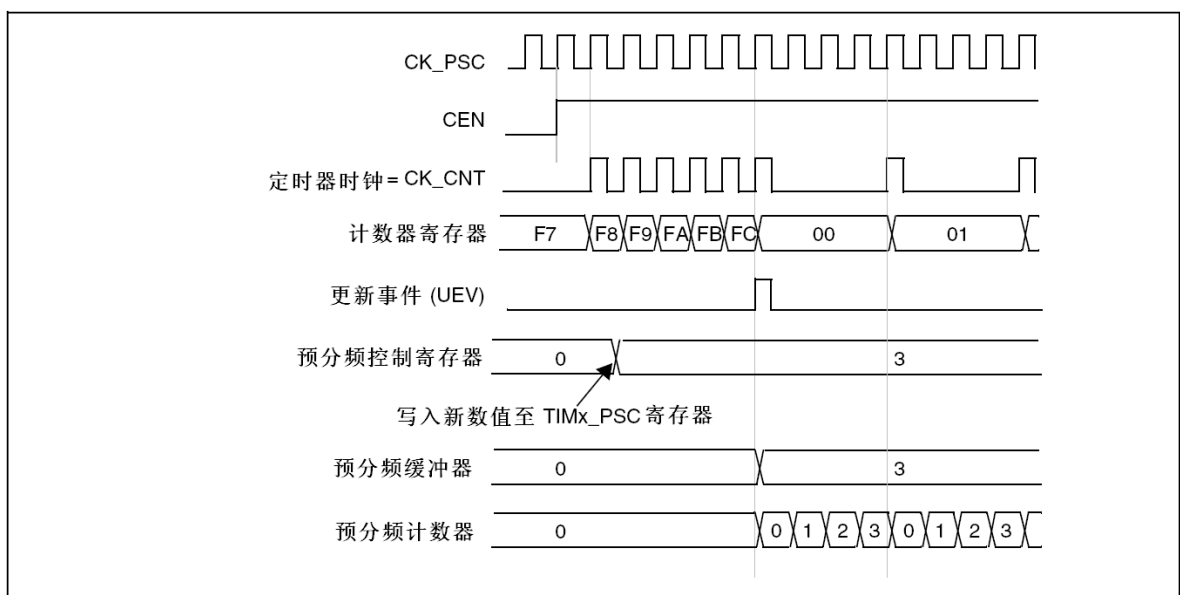 CK_PSC
CEN
定时器时钟= CK_CNT
计数器寄存器 F7 F8 F9 FA FB FC 00 01
更新事件 (UEV)
预分频控制寄存器 0 3
写入新数值至 TIMx_PSC 寄存器
预分频缓冲器 0 3
预分频计数器 0 0 1 2 3 0 1 2 3